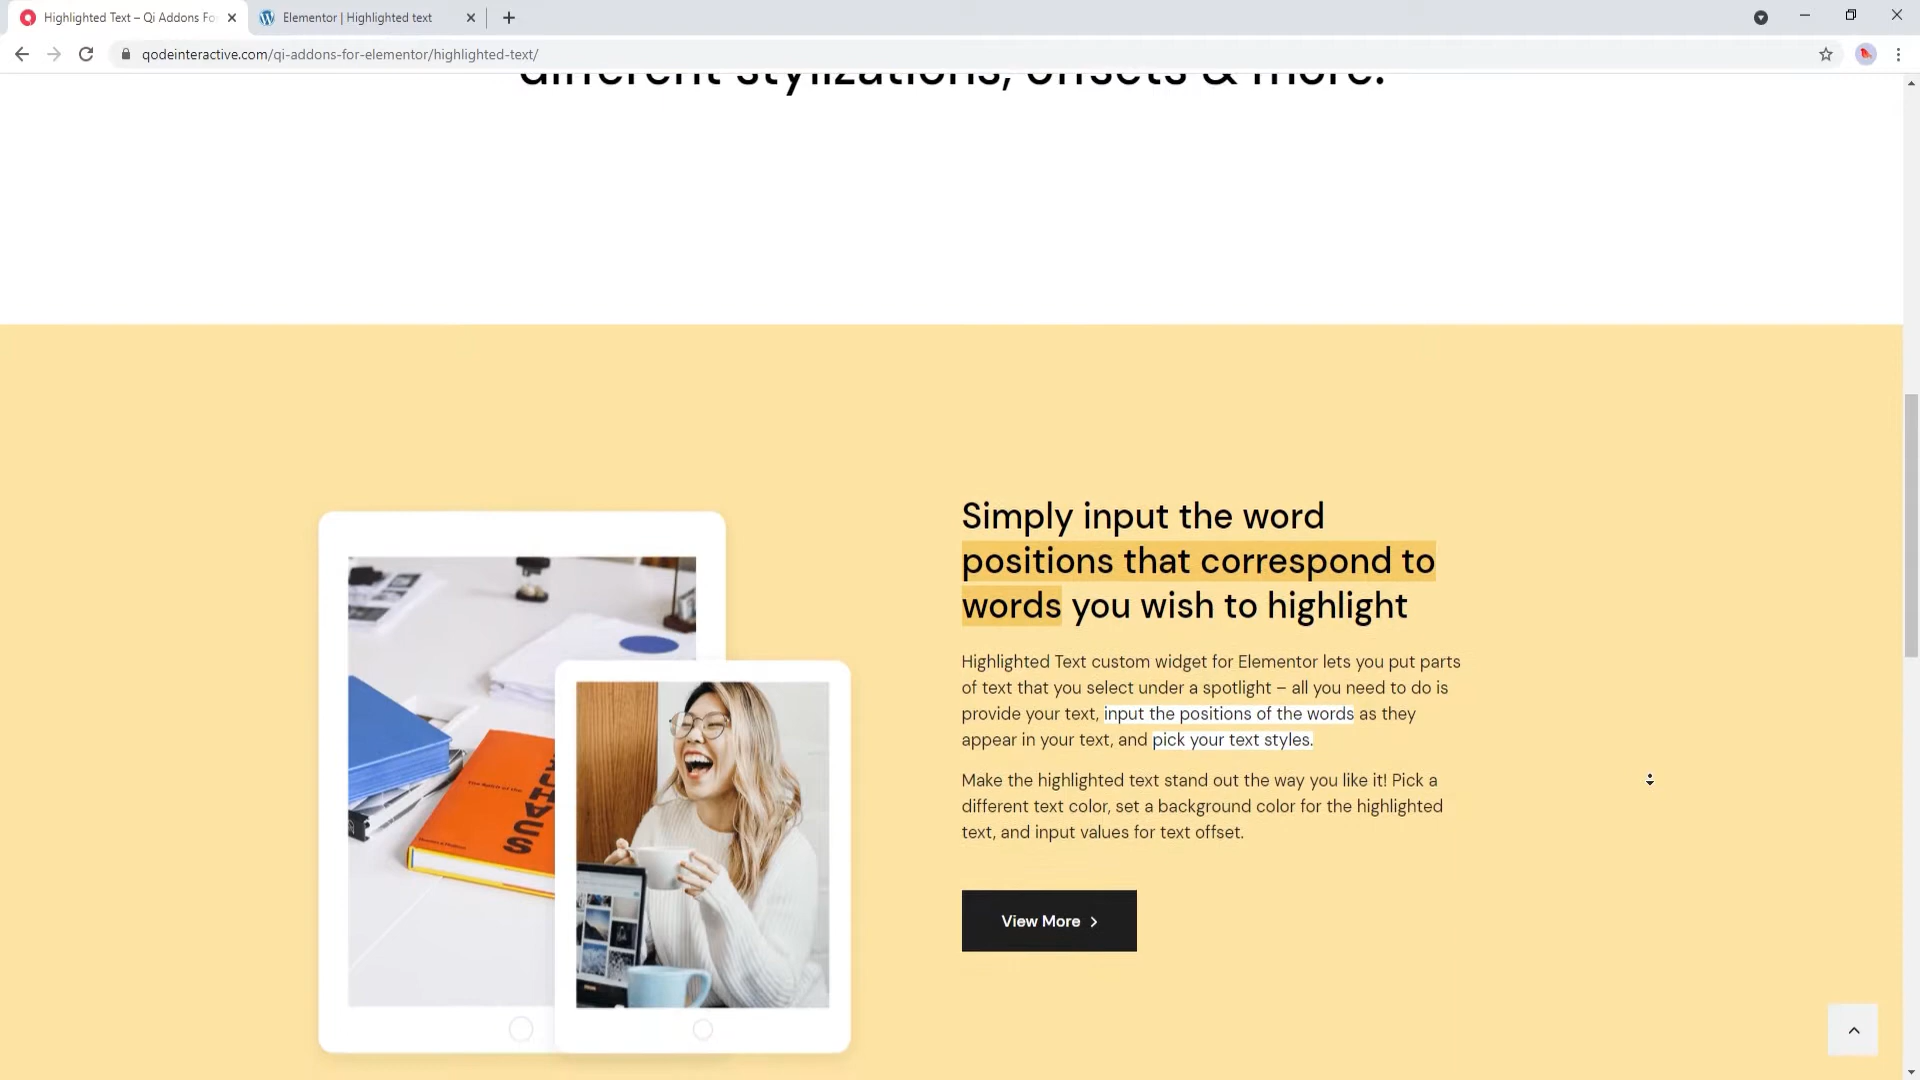 Highlighted Text – Qi Addons Fo
Elementor | Highlighted text
qodeinteractive.com/qi-addons-for-elementor/highlighted-text/
different stylizations, offsets & more.
Simply input the word
positions that correspond to
words you wish to highlight
Highlighted Text custom widget for Elementor lets you put parts
of text that you select under a spotlight – all you need to do is
provide your text, input the positions of the words as they
appear in your text, and pick your text styles.
Make the highlighted text stand out the way you like it! Pick a
different text color, set a background color for the highlighted
text, and input values for text offset.
View More